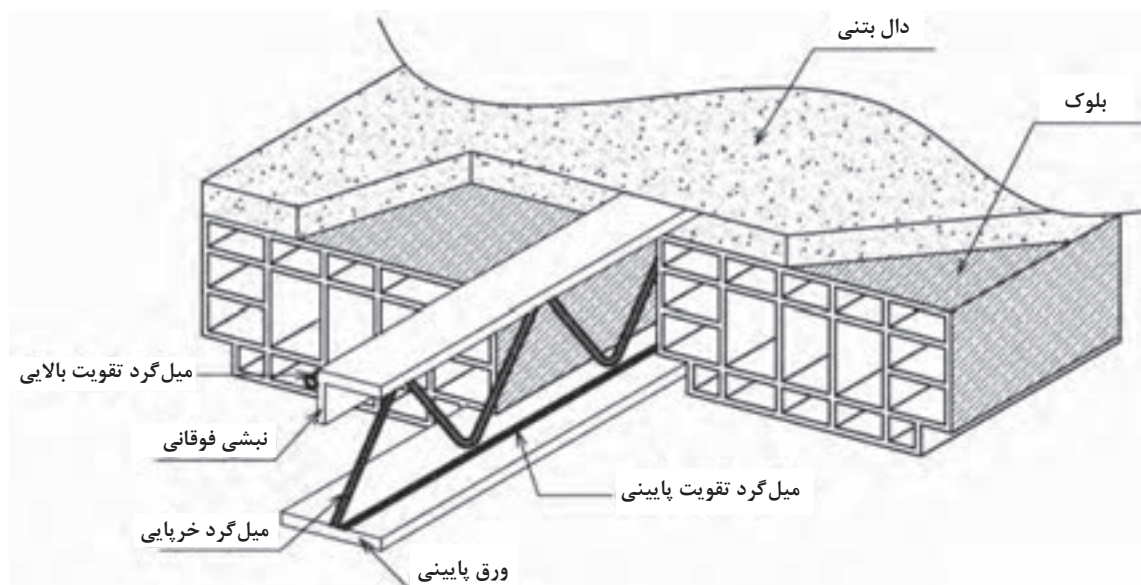 دال بتنی
بلوک
میل‌گرد تقویت بالایی
نبشی فوقانی
میل‌گرد تقویت پایینی
میل‌گرد خرپایی
ورق پایینی